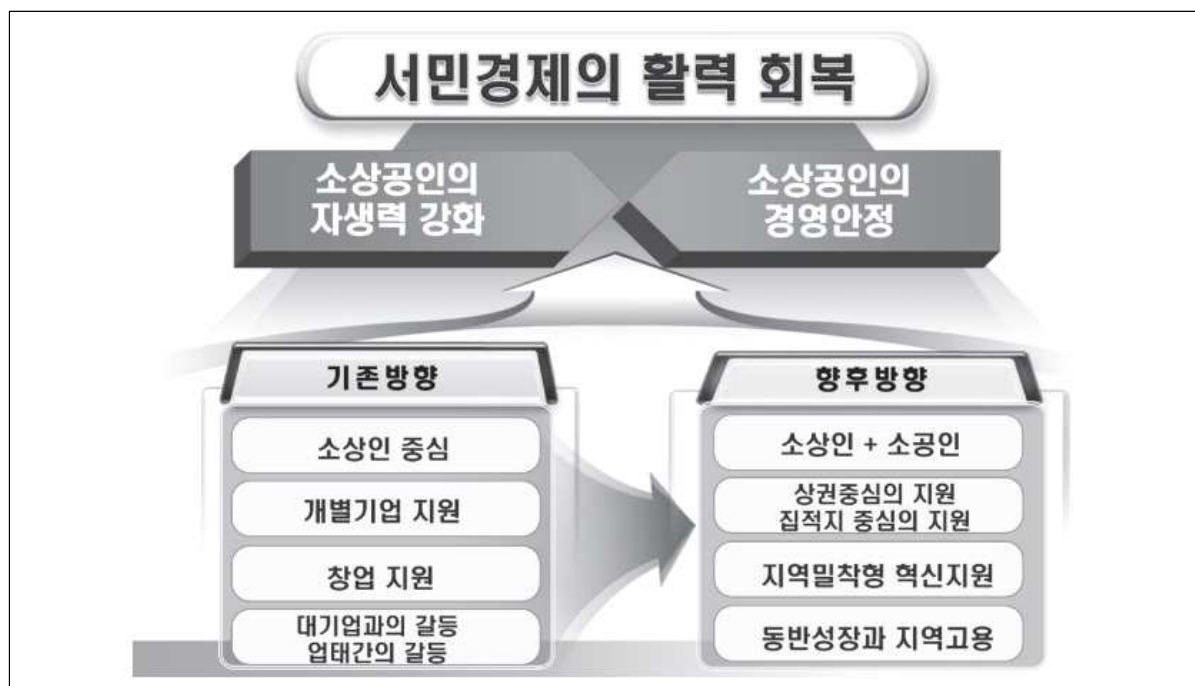 서민경제의 활력 회복
소상공인의
자생력 강화
소상공인의
경영안정
기존방향
소상인 중심
개별기업 지원
창업 지원
대기업과의 갈등
업태간의 갈등
향후방향
소상인 + 소공인
상권중심의 지원
집적지 중심의 지원
지역밀착형 혁신지원
동반성장과 지역고용